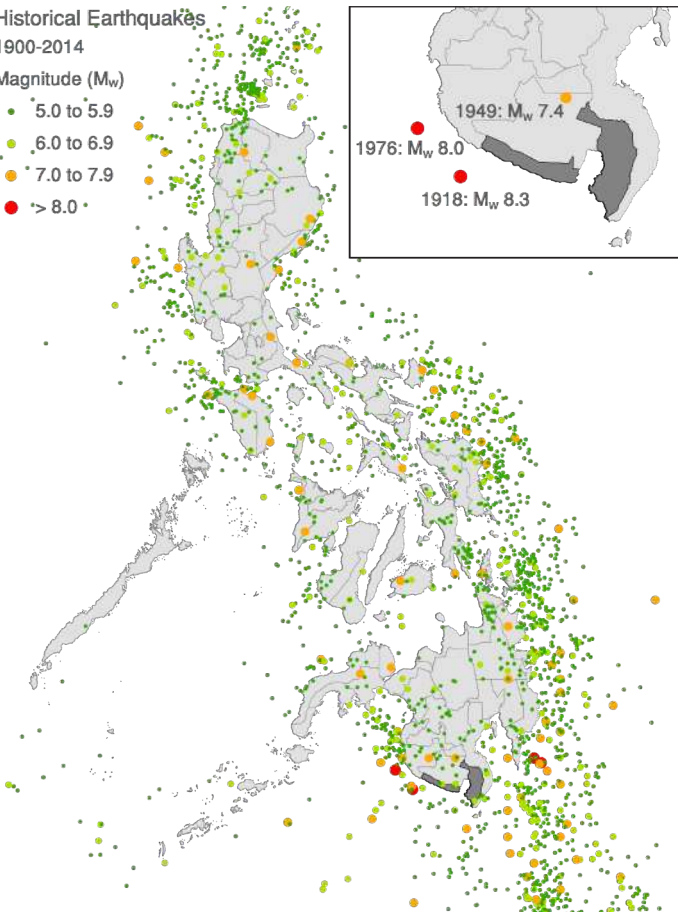 Historical Earthquakes
1900-2014
Magnitude (Mw)
5.0 to 5.9
6.0 to 6.9
7.0 to 7.9
> 8.0
1949: Mw 7.4
1976: Mw 8.0
1918: Mw 8.3